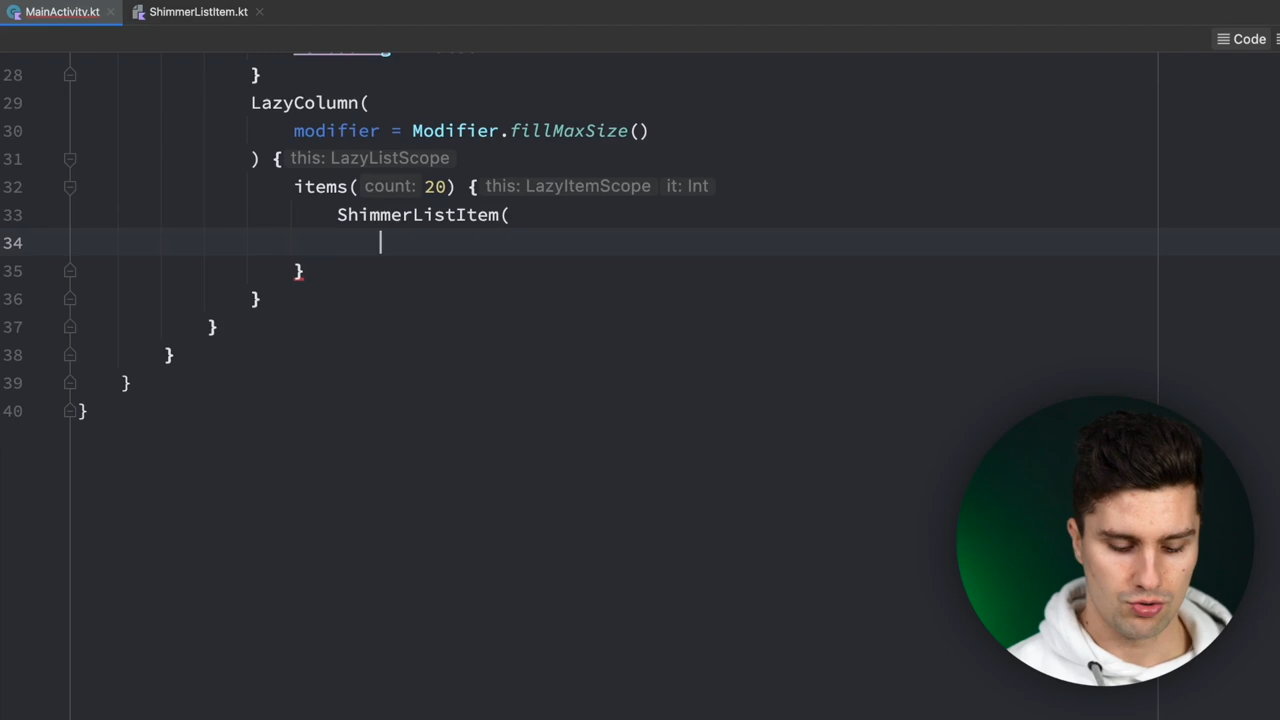 MainActivity.kt ShimmerListItem.kt
Code
28 }
29 LazyColumn(
30 modifier = Modifier.fillMaxSize()
31 ) { this: LazyListScope
32 items( count: 20) { this: LazyItemScope it: Int
33 ShimmerListItem(
34
35 }
36 }
37 }
38 }
39 }
40 }